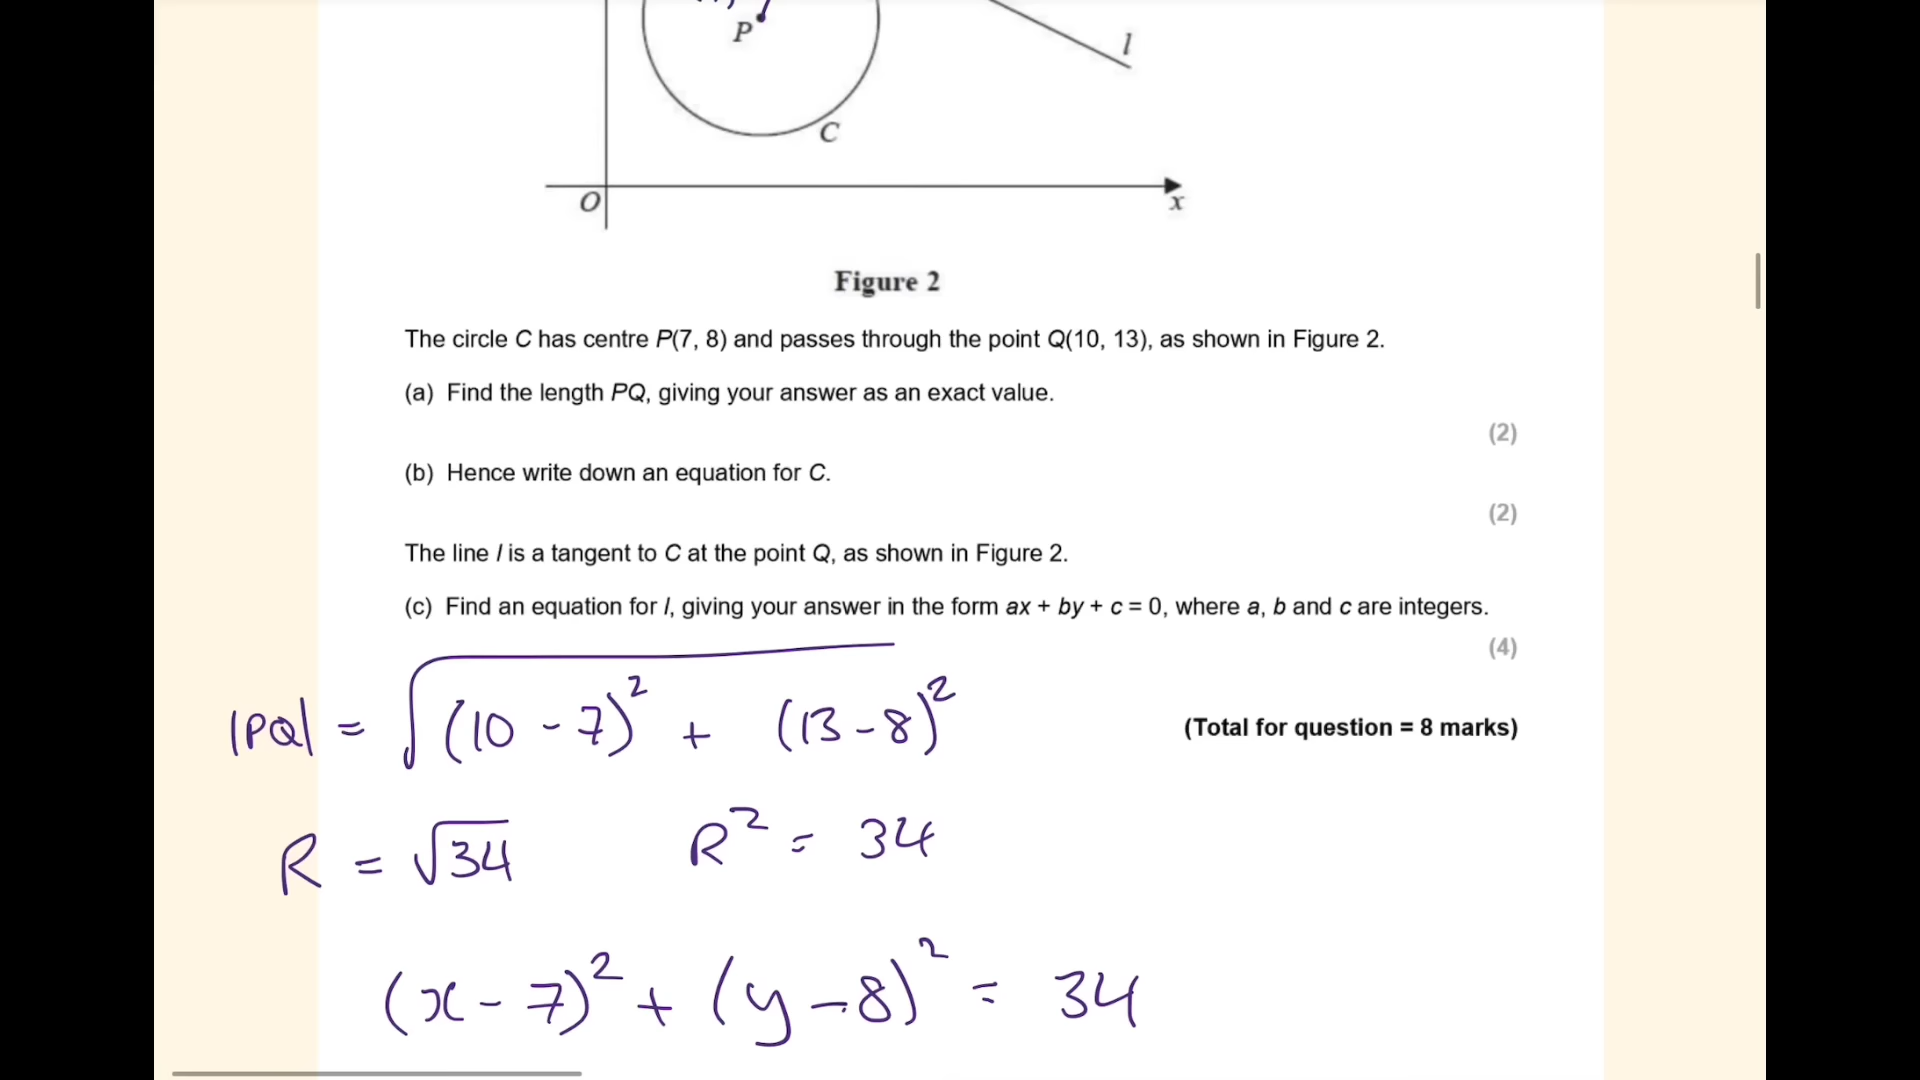 P
l
C
O
x
Figure 2
The circle C has centre P(7, 8) and passes through the point Q(10, 13), as shown in Figure 2.
(a) Find the length PQ, giving your answer as an exact value.
(2)
(b) Hence write down an equation for C.
(2)
The line l is a tangent to C at the point Q, as shown in Figure 2.
(c) Find an equation for l, giving your answer in the form ax + by + c = 0, where a, b and c are integers.
(4)
|PQ| = √(10 - 7)² + (13 - 8)²
(Total for question = 8 marks)
R = √34 R² = 34
(x - 7)² + (y - 8)² = 34